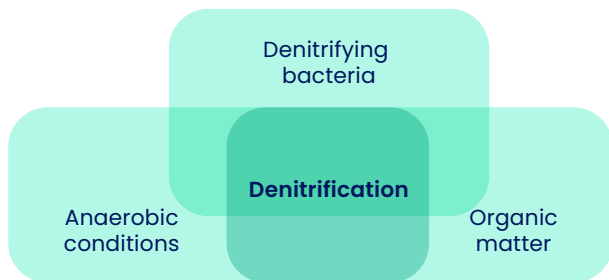 Denitrifying
bacteria
Denitrification
Anaerobic
conditions
Organic
matter